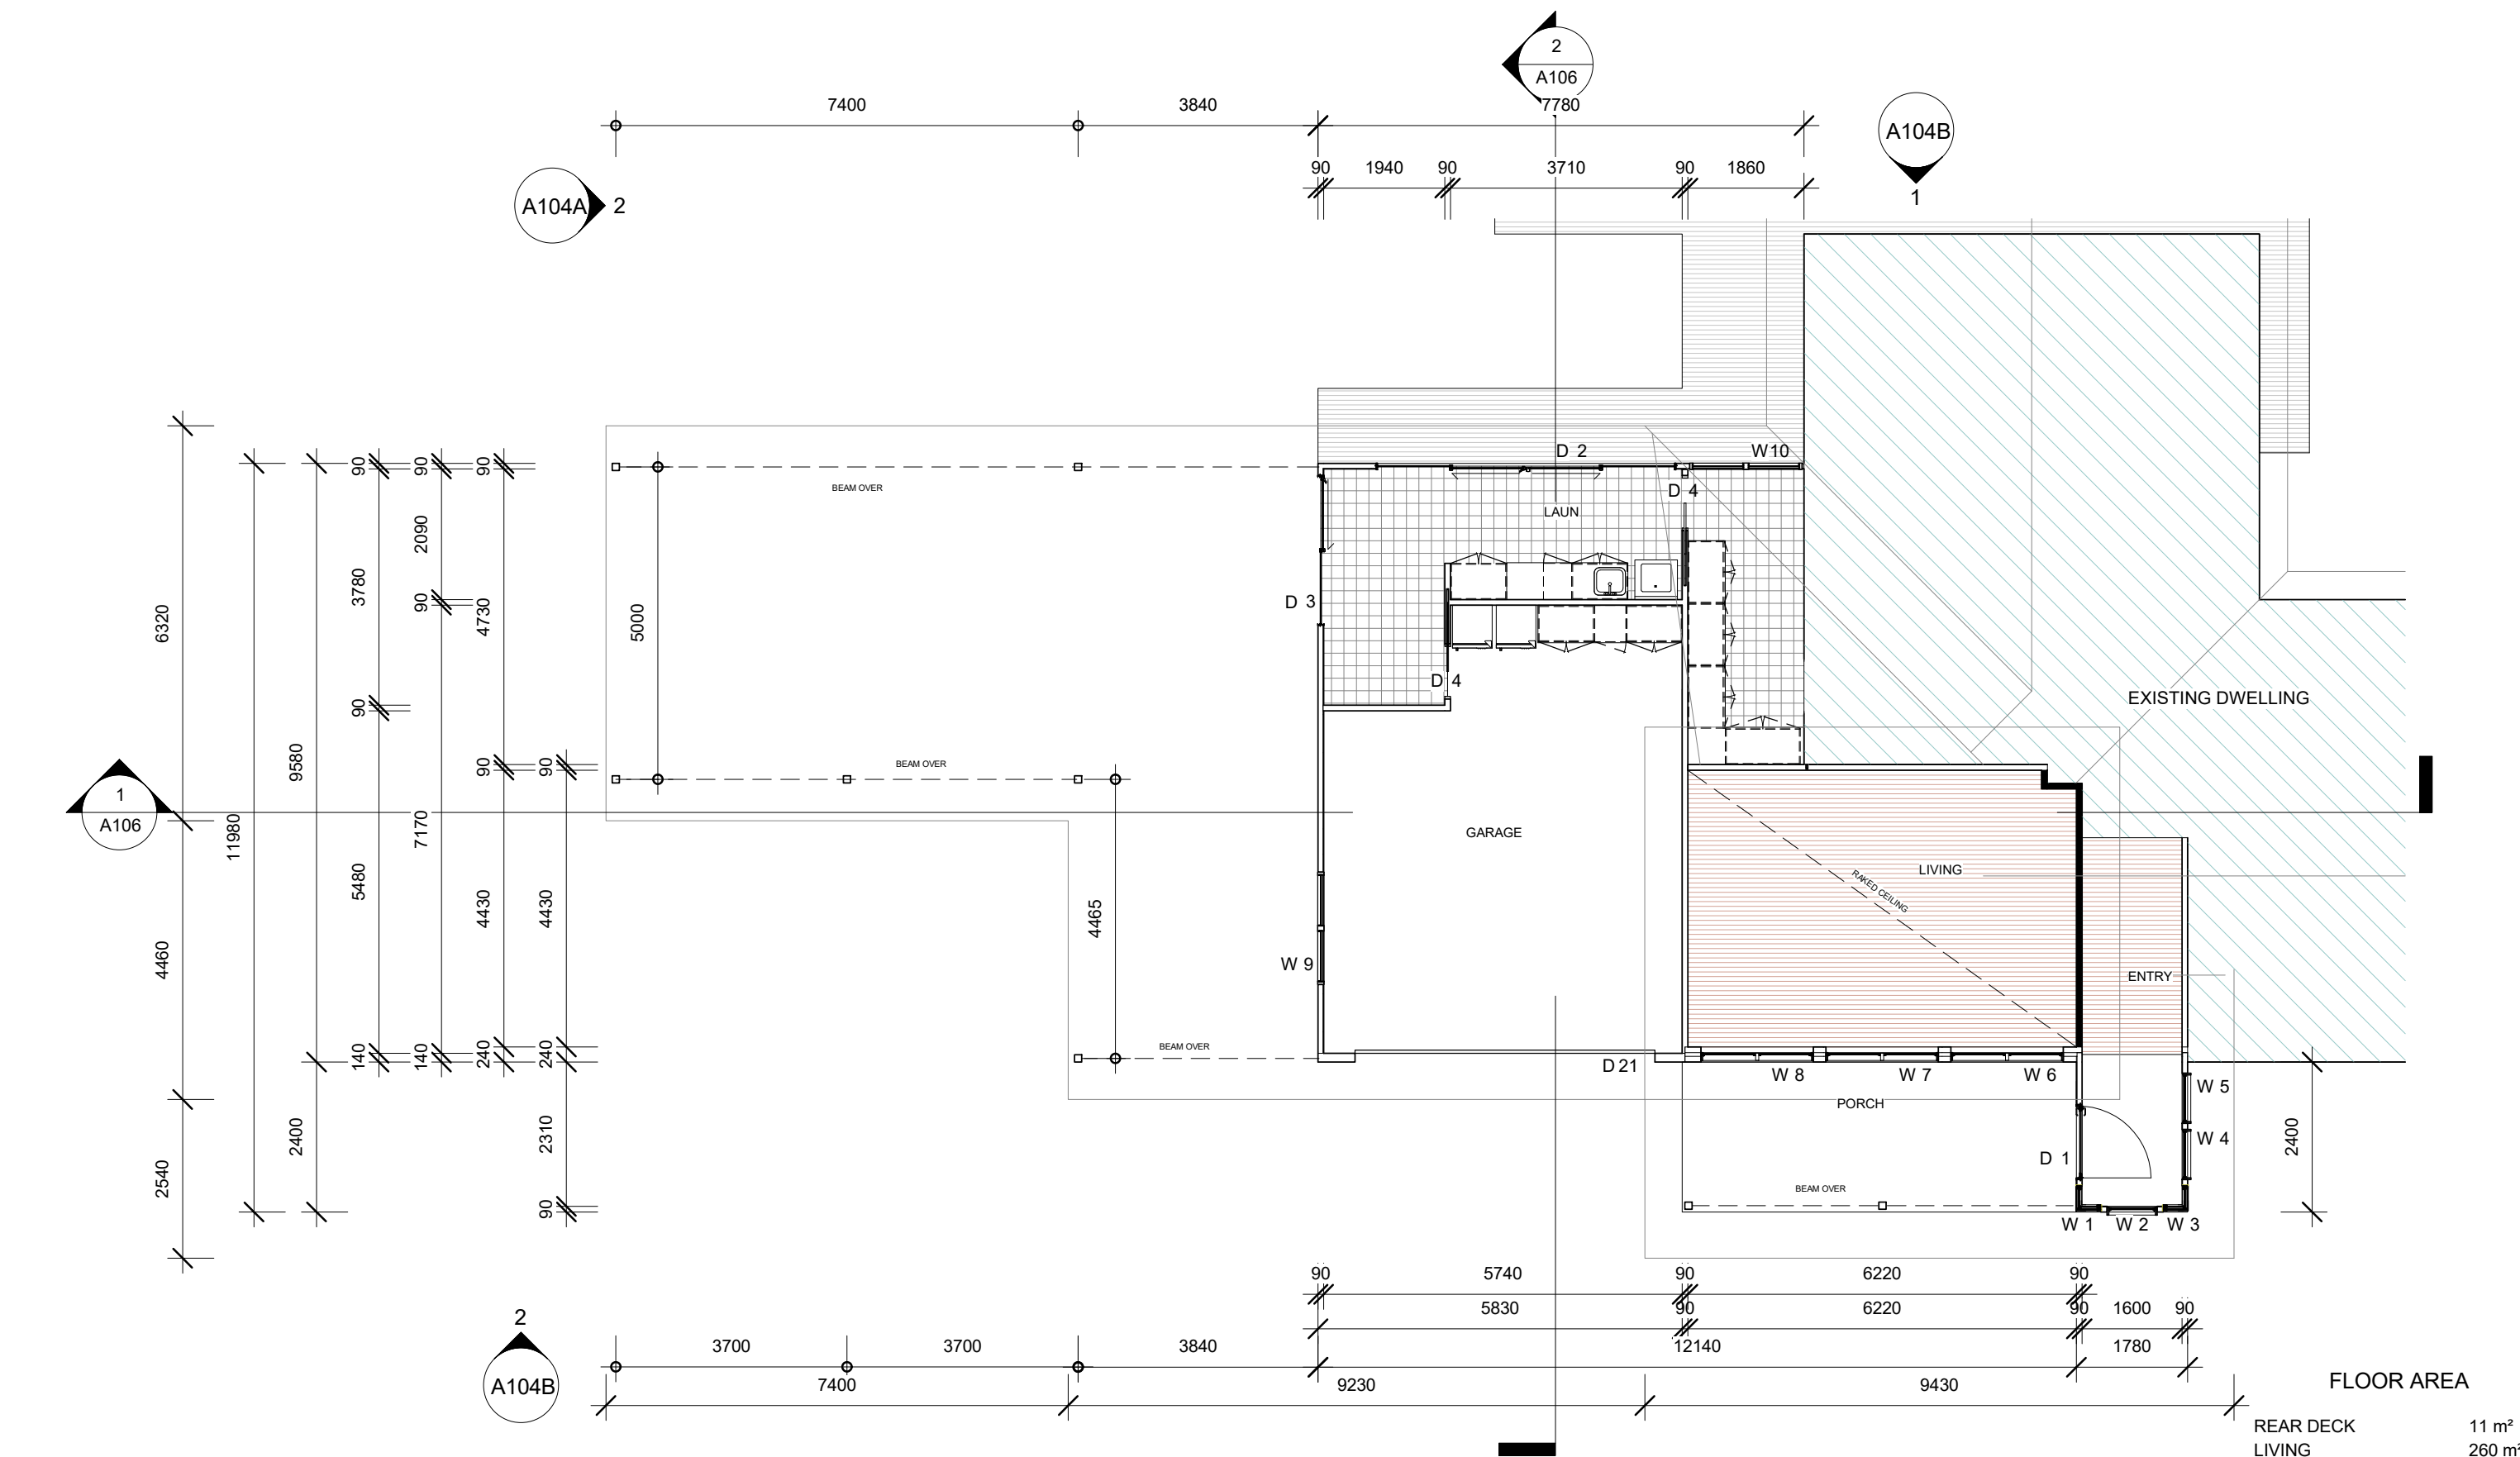 2
A106
7400
3840
7780
A104B
1
90
1940
90
3710
90
1860
A104A
2
D 2
W10
BEAM OVER
D 4
LAUN
90
90
90
2090
3780
90
4730
6320
5000
D 3
D 4
EXISTING DWELLING
90
9580
90
90
BEAM OVER
1
A106
11980
7170
GARAGE
LIVING
RAKED CEILING
5480
4430
4430
4465
4460
W 9
ENTRY
140
140
240
240
BEAM OVER
D 21
W 8
W 7
W 6
W 5
PORCH
2400
2310
W 4
2400
D 1
2540
90
BEAM OVER
W 1
W 2
W 3
90
5740
90
6220
90
5830
90
6220
90
1600
90
2
A104B
3700
3700
3840
12140
1780
7400
9230
9430
FLOOR AREA
REAR DECK 11 m²
LIVING 260 m²